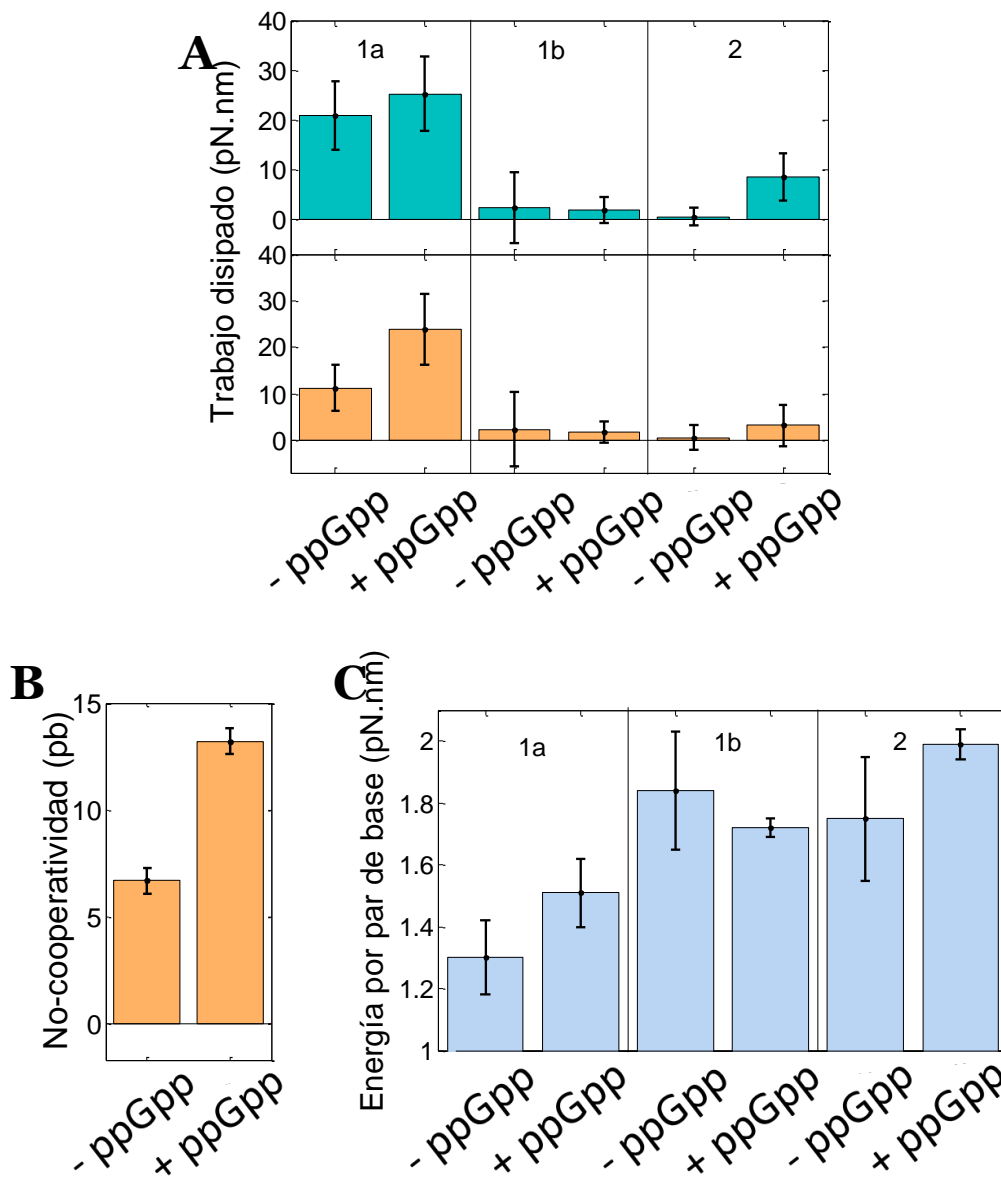 A
Trabajo disipado (pN.nm)
1a
1b
2
40
30
20
10
0
40
30
20
10
0
- ppGpp
+ ppGpp
- ppGpp
+ ppGpp
- ppGpp
+ ppGpp
B
No-cooperatividad (pb)
15
10
5
0
- ppGpp
+ ppGpp
C
Energía por par de base (pN.nm)
1a
1b
2
2
1.8
1.6
1.4
1.2
1
- ppGpp
+ ppGpp
- ppGpp
+ ppGpp
- ppGpp
+ ppGpp